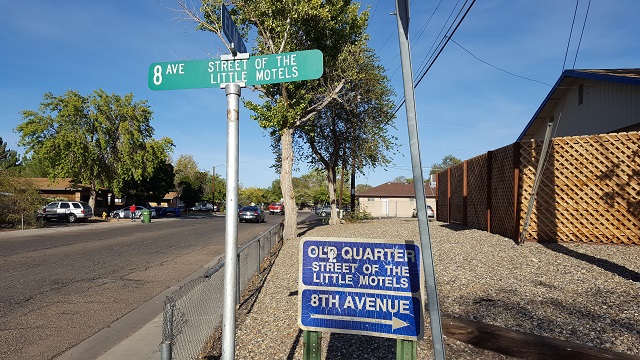 8 AVE STREET OF THE
LITTLE MOTELS
OLD QUARTER
STREET OF THE
LITTLE MOTELS
8TH AVENUE